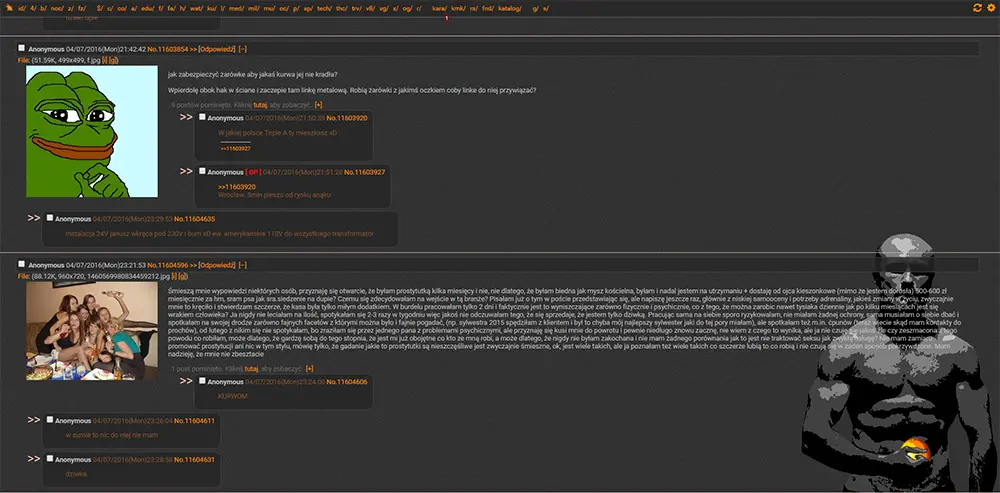 id/ 4/ b/ noc/ z/ fz/ $/ c/ co/ a/ edu/ f/ fa/ h/ wat/ ku/ l/ med/ mil/ mu/ oc/ p/ sp/ tech/ thc/ trv/ vg/ x/ og/ r/ kara/ kmk/ rs/ fnd/ katalog/ g/ s/
Anonymous 04/07/2016(Mon)21:42:42 No.11603854 >> [Odpowiedź] [–]
File: (51.59K, 499x499, f.jpg [i] [g])
jak zabezpieczyć żarówke aby jakaś kurwa jej nie kradła?
Wpierdolę obok hak w ściane i zaczepie tam linkę metalową. Robią żarówki z jakimś oczkiem coby linke do niej przywiązać?
postów pominięto. Kliknij tutaj, aby zobaczyć. [+]
>> Anonymous 04/07/2016(Mon)21:50:39 No.11603920
W jakiej polsce Triple A ty mieszkasz xD
>>11603927
>> Anonymous [ OP ] 04/07/2016(Mon)21:51:28 No.11603927
>>11603920
Wrocław, 5min pieszo od rynku
>> Anonymous 04/07/2016(Mon)23:29:53 No.11604635
instalacja 24V janusz wkręca pod 230V i bum xD ew. amerykańskie 110V do wszystkiego transformator
Anonymous 04/07/2016(Mon)23:21:53 No.11604596 >> [Odpowiedź] [–]
File: (88.12K, 960x720, 1460569980834459212.jpg [i] [g])
Śmieszą mnie wypowiedzi niektórych osób, przyznaję się otwarcie, że byłam prostytutką kilka miesięcy i nie, nie dlatego, że byłam biedna jak mysz kościelna, byłam i nadal jestem na utrzymaniu + dostaję od ojca kieszonkowe (mimo że jestem dorosła) 500-600 zł
miesięcznie za hm, sram psa jak sra.siedzenie na dupie? Czemu się zdecydowałam na wejście w tą branże? Pisałam już o tym w poście przedstawiając się, ale napiszę jeszcze raz, głównie z niskiej samooceny i potrzeby adrenaliny, jakieś zmiany w życiu, zwyczajnie
mnie to kręciło i stwierdzam szczerze, że kasa była tylko miłym dodatkiem. W burdelu pracowałam tylko 2 dni i faktycznie jest to wyniszczające zarówno fizycznie i psychicznie, co z tego, że można zarobic nawet tysiaka dziennie jak po kilku miesiącach jest się
wrakiem człowieka? Ja nigdy nie leciałam na ilość, spotykałam się 2-3 razy w tygodniu więc jakoś nie odczuwałam tego, że się sprzedaje, że jestem tylko dziwką. Pracując sama na siebie sporo ryzykowałam, nie miałam żadnej ochrony, sama musiałam o siebie dbać i
spotkałam na swojej drodze zarówno fajnych facetów z którymi można było i fajnie pogadać, (np. sylwestra 2015 spędziłam z klientem i był to chyba mój najlepszy sylwester jaki do tej pory miałam), ale spotkałam też m.in. ćpunów (teraz wiecie skąd mam kontakty do
prochów), od lutego z nikim się nie spotykałam, bo zraziłam się przez jednego pana z problemami psychicznymi, ale przyznaję się kusi mnie do powrotu i pewnie niedługo znowu zacznę, nie wiem z czego to wynika, ale ja nie czuję się jakoś zła czy zeszmacona z tego
powodu co robiłam, może dlatego, że gardzę sobą do tego stopnia, że jest mi już obojętne co kto ze mną robi, a może dlatego, że nigdy nie byłam zakochana i nie mam żadnego porównania jak to jest nie traktować seksu jak zwykłą usługę? Nie mam zamiaru
promować prostytucji ani nic w tym stylu, mówię tylko, że gadanie jakie to prostytutki są nieszczęśliwe jest zwyczajnie śmieszne, ok, jest wiele takich, ale ja poznałam też wiele takich co szczerze lubią to co robią i nie czują się w żaden sposób pokrzywdzone. Mam
nadzieję, że mnie nie zbesztacie
1 post pominięto. Kliknij tutaj, aby zobaczyć. [+]
>> Anonymous 04/07/2016(Mon)23:24:00 No.11604606
KURWOM
>> Anonymous 04/07/2016(Mon)23:26:04 No.11604611
w sumie to nic do niej nie mam
>> Anonymous 04/07/2016(Mon)23:28:58 No.11604631
dziwka